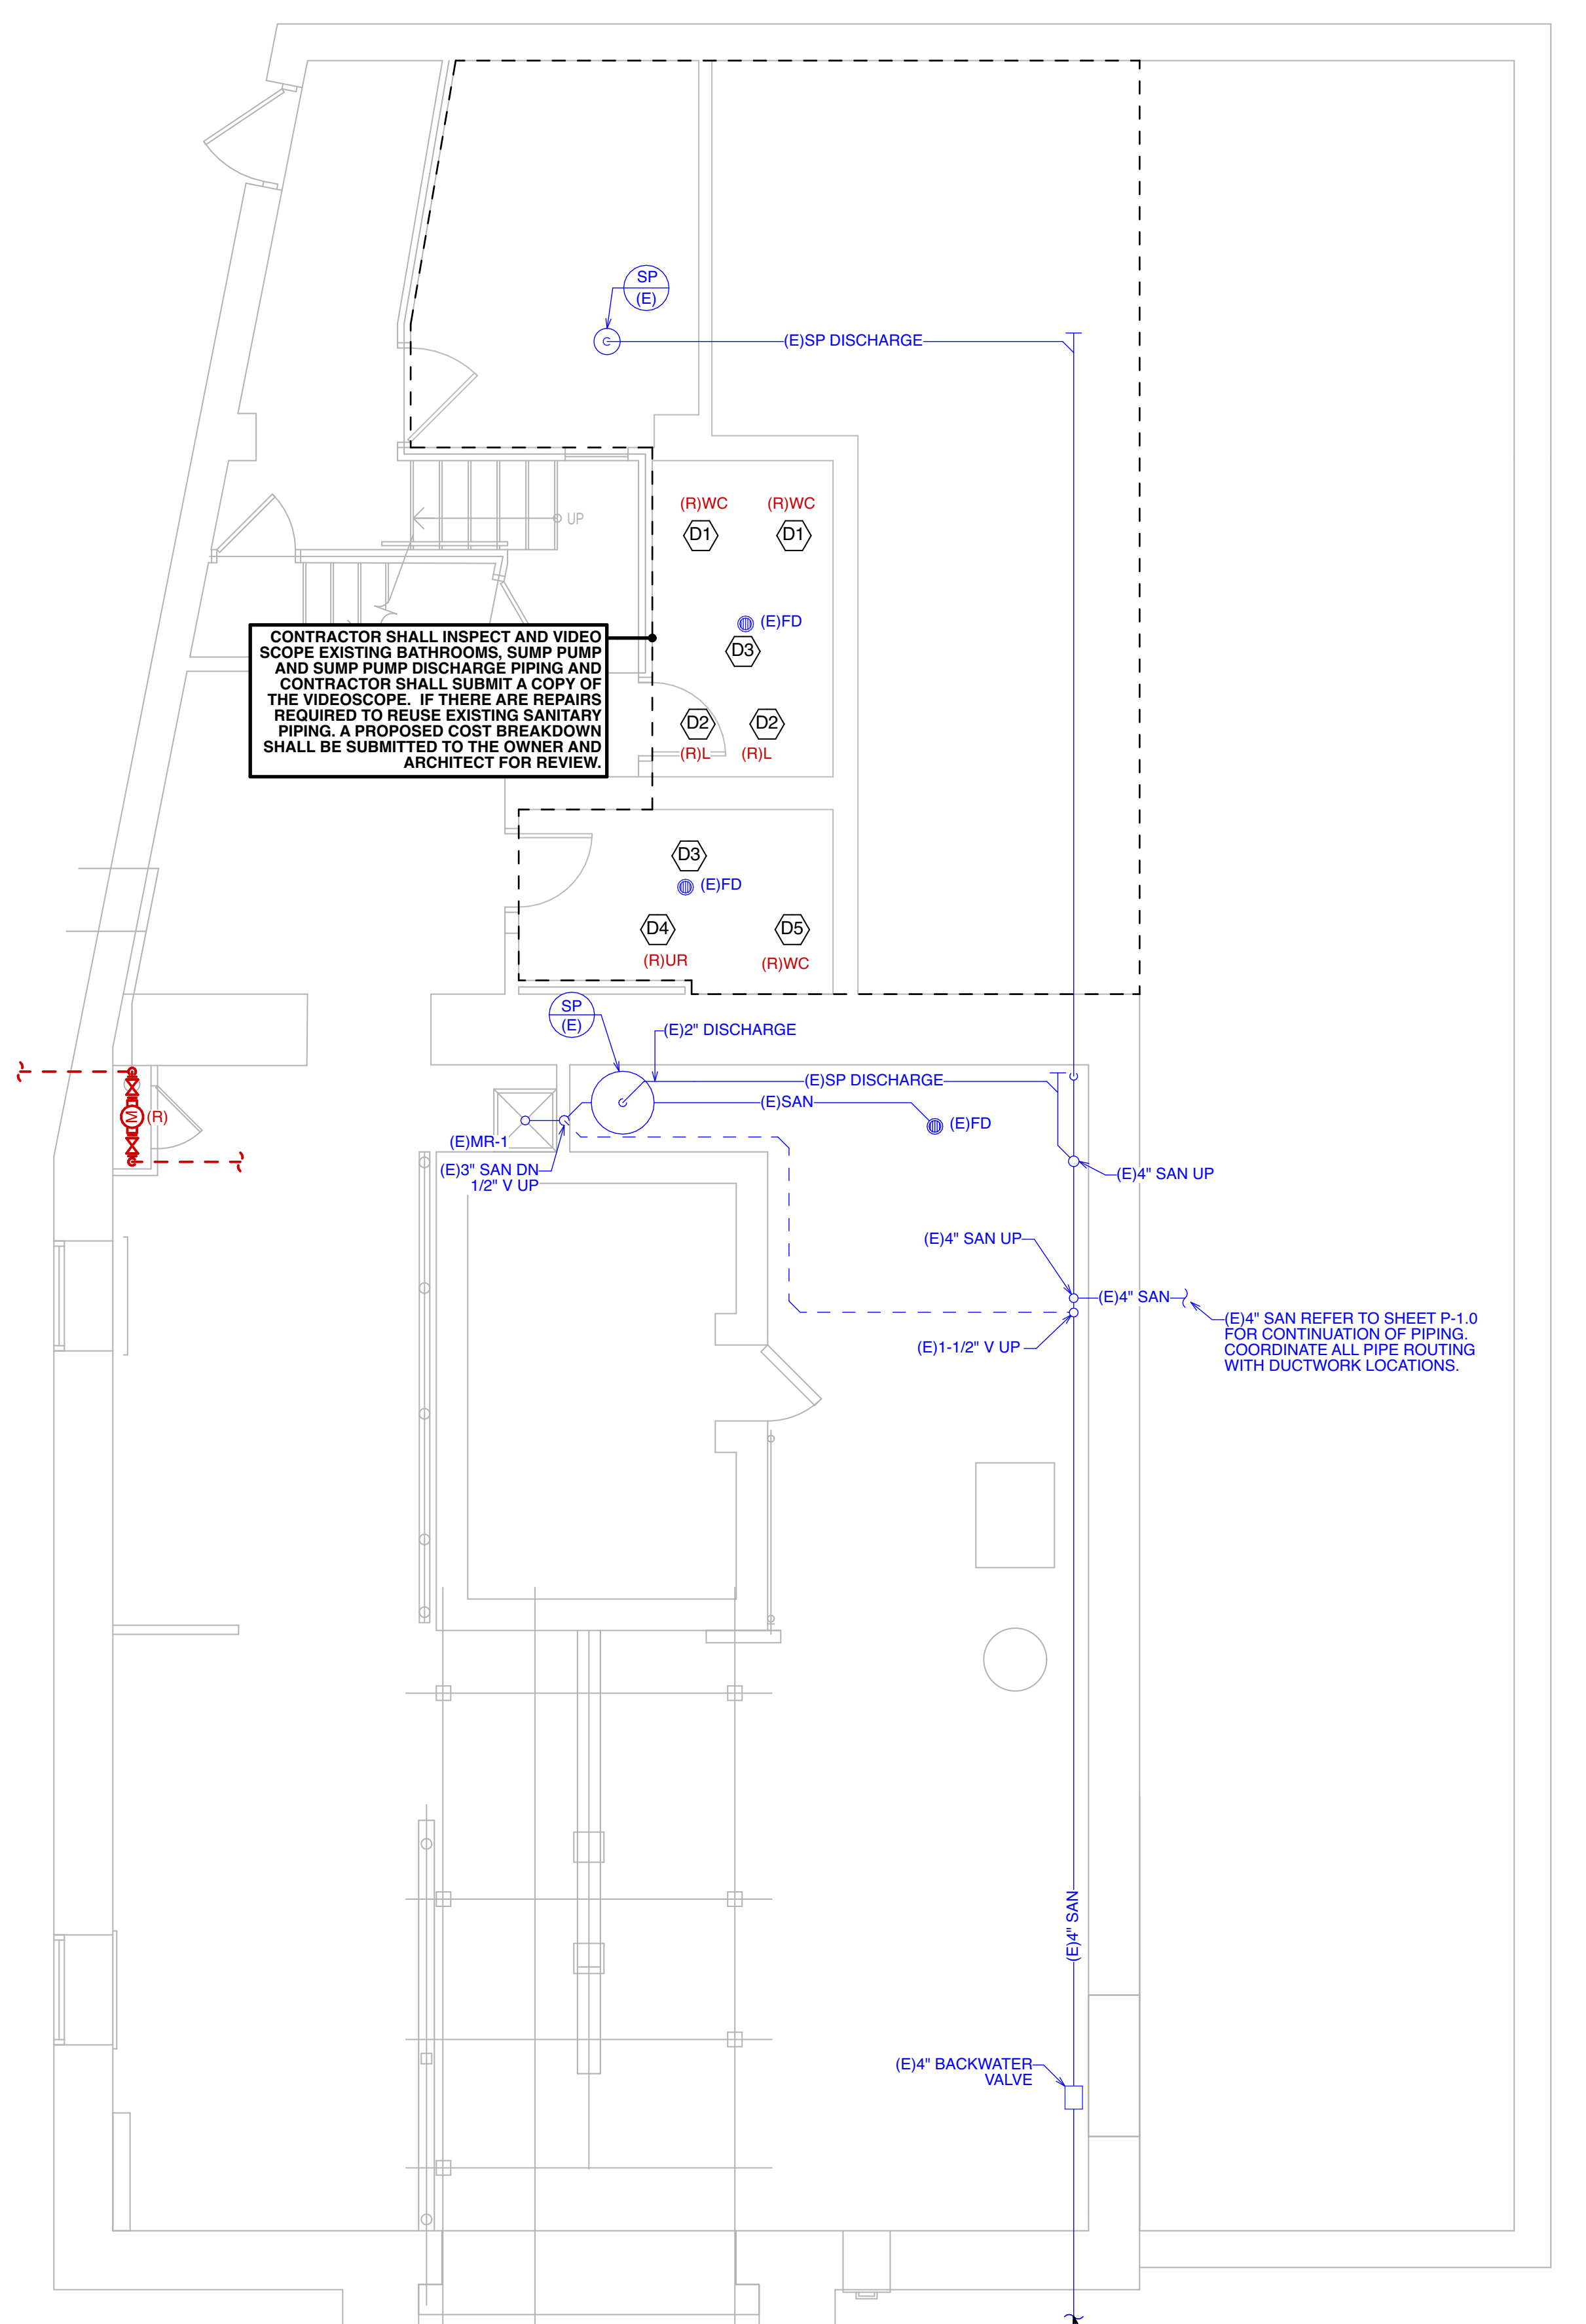 SP
(E)
(E)SP DISCHARGE
(R)WC
(R)WC
D1
D1
UP
(E)FD
D3
CONTRACTOR SHALL INSPECT AND VIDEO
SCOPE EXISTING BATHROOMS, SUMP PUMP
AND SUMP PUMP DISCHARGE PIPING AND
CONTRACTOR SHALL SUBMIT A COPY OF
THE VIDEOSCOPE. IF THERE ARE REPAIRS
REQUIRED TO REUSE EXISTING SANITARY
PIPING. A PROPOSED COST BREAKDOWN
SHALL BE SUBMITTED TO THE OWNER AND
ARCHITECT FOR REVIEW.
D2
D2
(R)L
(R)L
D3
(E)FD
D4
D5
(R)UR
(R)WC
SP
(E)
(E)2" DISCHARGE
(E)SP DISCHARGE
(E)SAN
(E)FD
M
(R)
(E)MR-1
(E)3" SAN DN
1/2" V UP
(E)4" SAN UP
(E)4" SAN UP
(E)4" SAN
(E)4" SAN REFER TO SHEET P-1.0
FOR CONTINUATION OF PIPING.
COORDINATE ALL PIPE ROUTING
WITH DUCTWORK LOCATIONS.
(E)1-1/2" V UP
(E)4" SAN
(E)4" BACKWATER
VALVE